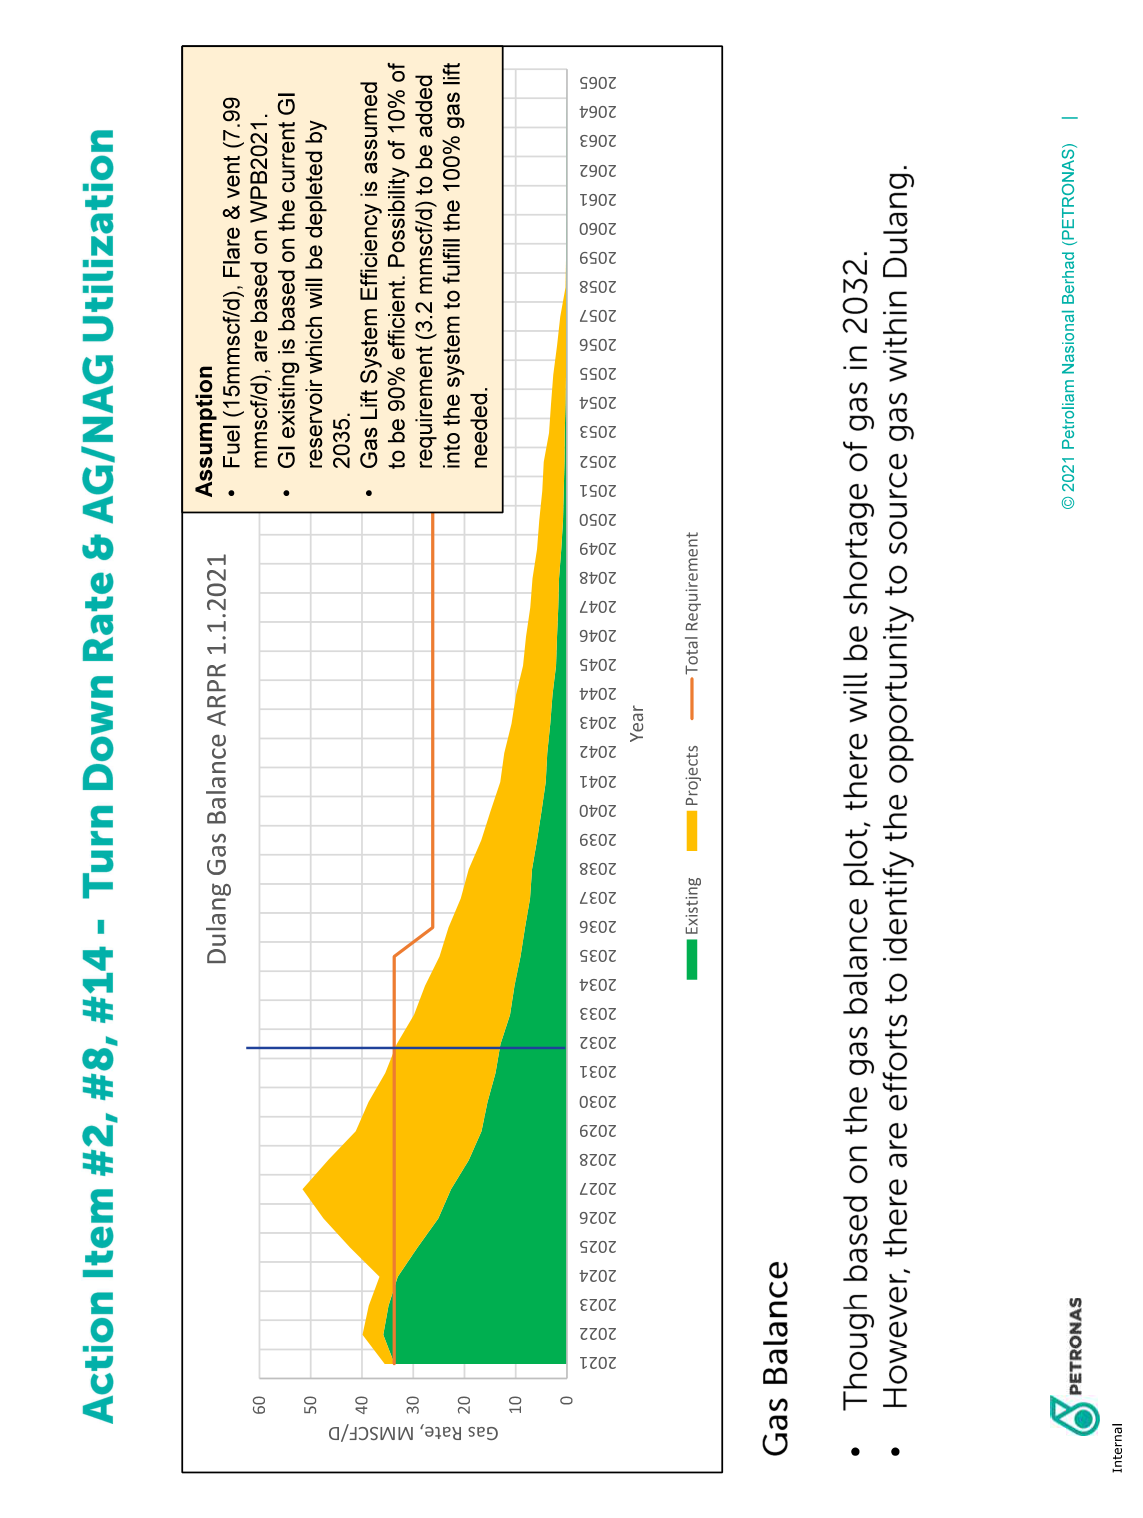 Action Item #2, #8, #14 - Turn Down Rate & AG/NAG Utilization
Dulang Gas Balance ARPR 1.1.2021
Assumption
• Fuel (15mmscf/d), Flare & vent (7.99
mmscf/d), are based on WPB2021.
• GI existing is based on the current GI
reservoir which will be depleted by
2035.
• Gas Lift System Efficiency is assumed
to be 90% efficient. Possibility of 10% of
requirement (3.2 mmscf/d) to be added
into the system to fulfill the 100% gas lift
needed.
Gas Rate, MMSCF/D
60
50
40
30
20
10
0
2021 2022 2023 2024 2025 2026 2027 2028 2029 2030 2031 2032 2033 2034 2035 2036 2037 2038 2039 2040 2041 2042 2043 2044 2045 2046 2047 2048 2049 2050 2051 2052 2053 2054 2055 2056 2057 2058 2059 2060 2061 2062 2063 2064 2065
Year
Existing Projects Total Requirement
Gas Balance
• Though based on the gas balance plot, there will be shortage of gas in 2032.
• However, there are efforts to identify the opportunity to source gas within Dulang.
PETRONAS
© 2021 Petroliam Nasional Berhad (PETRONAS) |
Internal